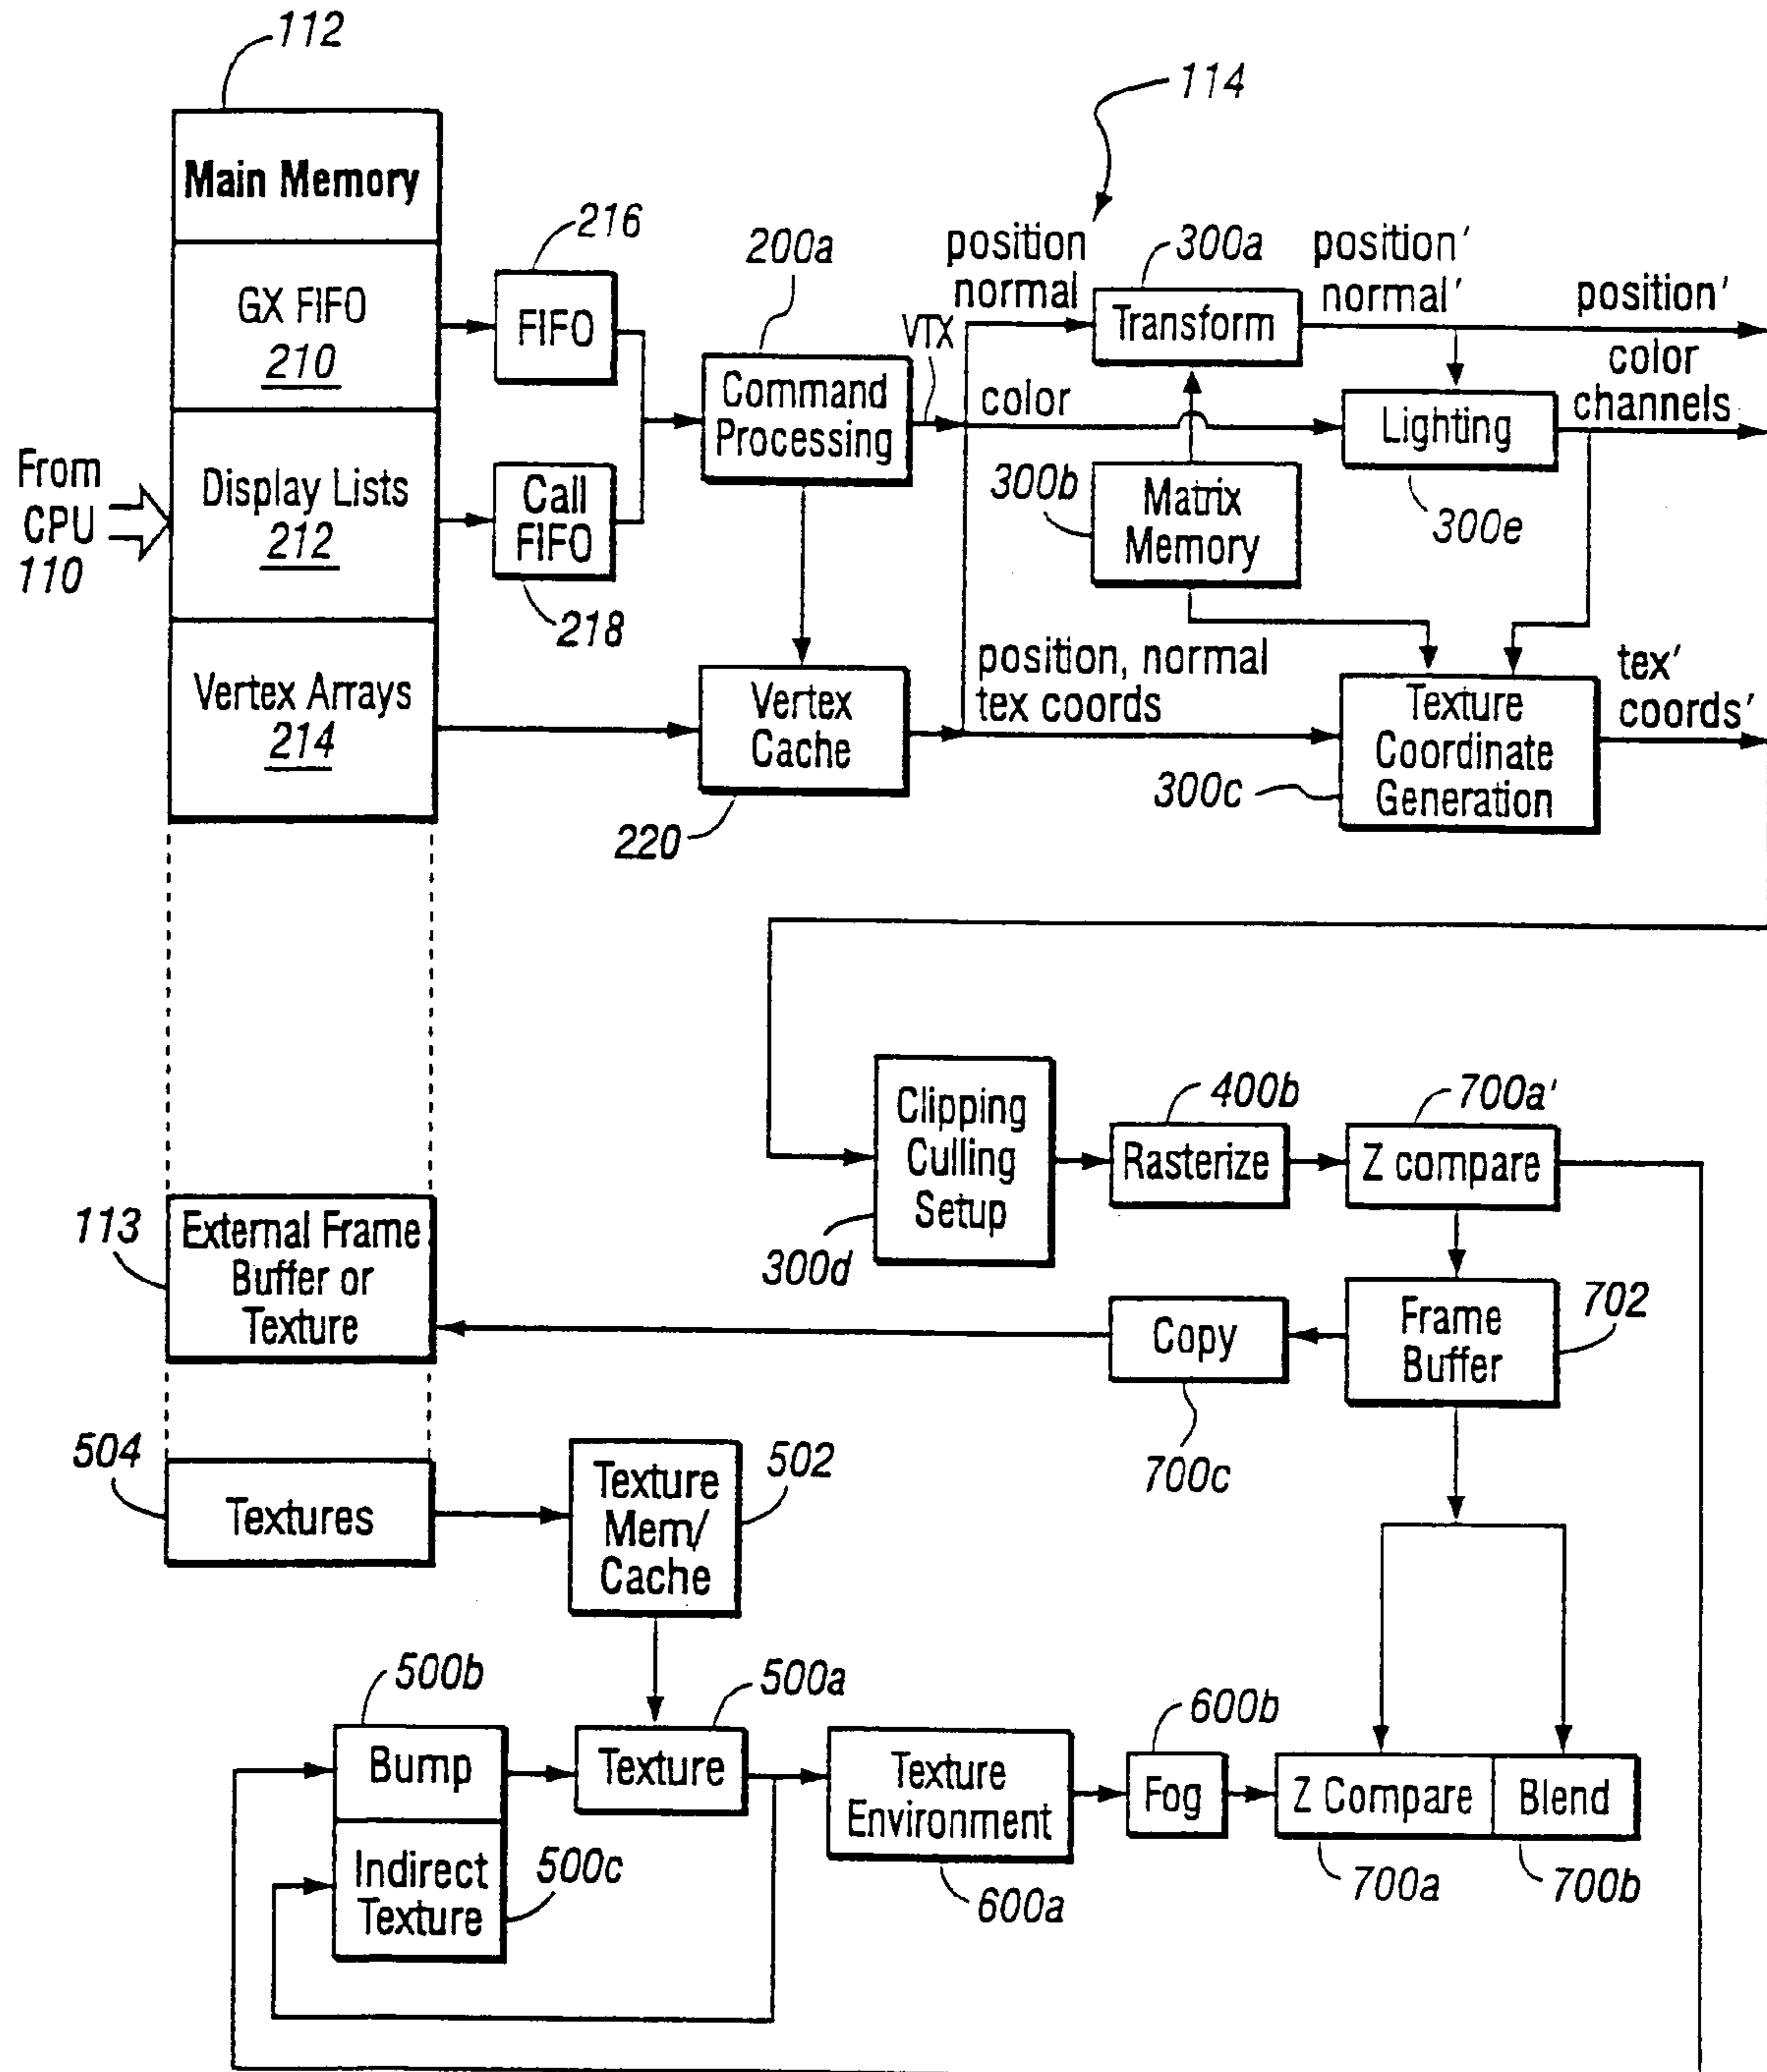 112
114
Main Memory
216
GX FIFO
210
FIFO
200a
Command
Processing
VTX
position
normal
300a
Transform
position'
normal'
position'
color
channels
color
Lighting
300e
From
CPU
110
Display Lists
212
Call
FIFO
218
300b
Matrix
Memory
Vertex Arrays
214
Vertex
Cache
220
position, normal
tex coords
Texture
Coordinate
Generation
300c
tex'
coords'
Clipping
Culling
Setup
300d
400b
Rasterize
700a'
Z compare
113
External Frame
Buffer or
Texture
Copy
700c
Frame
Buffer
702
504
Textures
Texture
Mem/
Cache
502
500b
Bump
500a
Texture
Indirect
Texture
500c
Texture
Environment
600a
600b
Fog
Z Compare
700a
Blend
700b